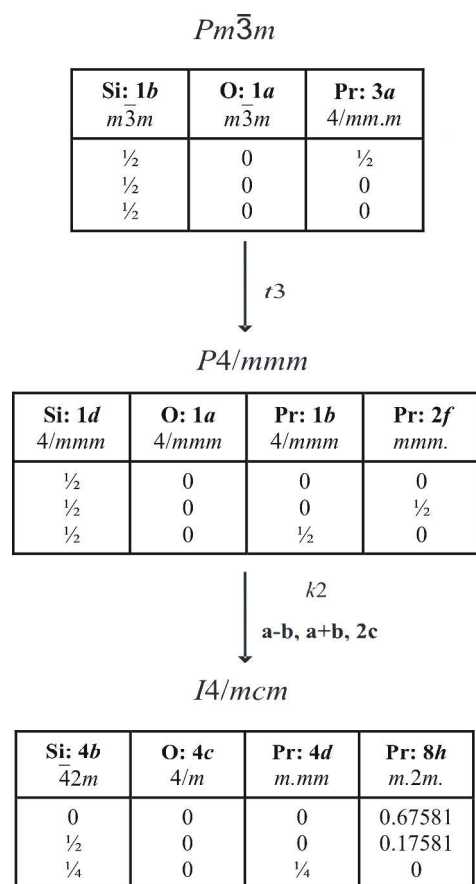 Pm3̅m
Si: 1b O: 1a Pr: 3a
m3̅m m3̅m 4/mm.m
½ 0 ½
½ 0 0
½ 0 0
t3
P4/mmm
Si: 1d O: 1a Pr: 1b Pr: 2f
4/mmm 4/mmm 4/mmm mmm.
½ 0 0 0
½ 0 0 ½
½ 0 ½ 0
k2
a-b, a+b, 2c
I4/mcm
Si: 4b O: 4c Pr: 4d Pr: 8h
4̅2m 4/m m.mm m.2m.
0 0 0 0.67581
½ 0 0 0.17581
¼ 0 ¼ 0